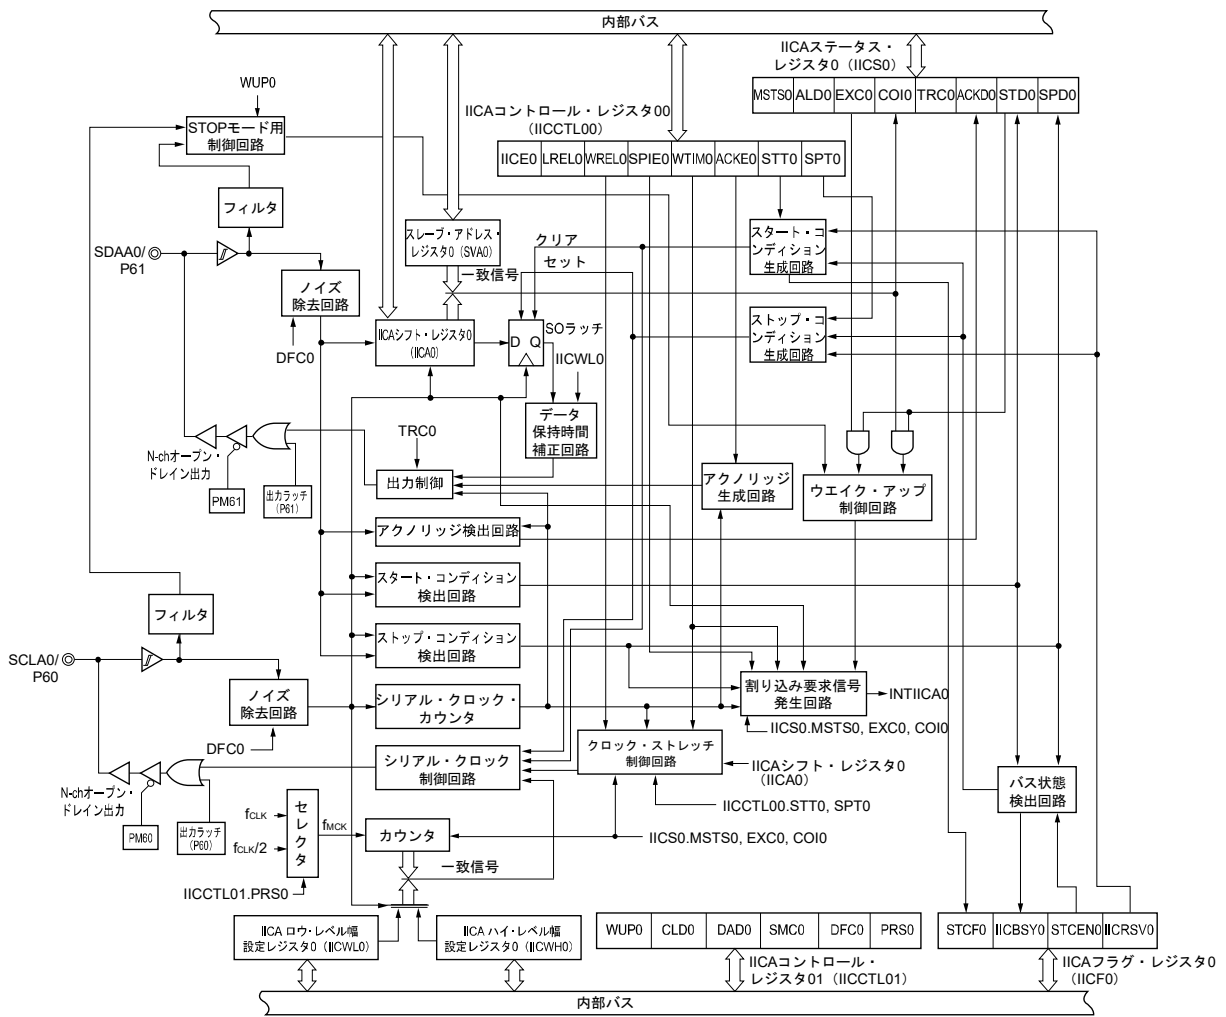 内部バス
IICAステータス・
レジスタ0（IICS0）
MSTS0 ALD0 EXC0 COI0 TRC0 ACKD0 STD0 SPD0
WUP0
STOPモード用
制御回路
IICAコントロール・レジスタ00
（IICCTL00）
IICE0 LREL0 WREL0 SPIE0 WTIM0 ACKE0 STT0 SPT0
フィルタ
SDAA0/
P61
スレーブ・アドレス・
レジスタ0（SVA0）
クリア
セット
一致信号
スタート・コ
ンディション
生成回路
ノイズ
除去回路
DFC0
IICAシフト・レジスタ0
（IICA0）
D Q
SOラッチ
IICWL0
ストップ・コ
ンディション
生成回路
データ
保持時間
補正回路
TRC0
N-chオープン・
ドレイン出力
PM61
出力ラッチ
（P61）
出力制御
アクノリッジ
生成回路
ウエイク・アップ
制御回路
アクノリッジ検出回路
スタート・コンディション
検出回路
フィルタ
ストップ・コンディション
検出回路
SCLA0/
P60
ノイズ
除去回路
DFC0
シリアル・クロック・
カウンタ
割り込み要求信号
発生回路
INTIICA0
IICS0.MSTS0, EXC0, COI0
シリアル・クロック
制御回路
クロック・ストレッチ
制御回路
IICAシフト・レジスタ0
（IICA0）
IICCTL00.STT0, SPT0
バス状態
検出回路
N-chオープン・
ドレイン出力
PM60
出力ラッチ
（P60）
fCLK
fCLK/2
セレクタ
fMCK
カウンタ
IICS0.MSTS0, EXC0, COI0
一致信号
IICCTL01.PRS0
IICA ロウ・レベル幅
設定レジスタ0（IICWL0）
IICA ハイ・レベル幅
設定レジスタ0（IICWH0）
WUP0 CLD0 DAD0 SMC0 DFC0 PRS0
STCF0 IICBSY0 STCEN0 IICRSV0
IICAコントロール・
レジスタ01（IICCTL01）
IICAフラグ・レジスタ0
（IICF0）
内部バス